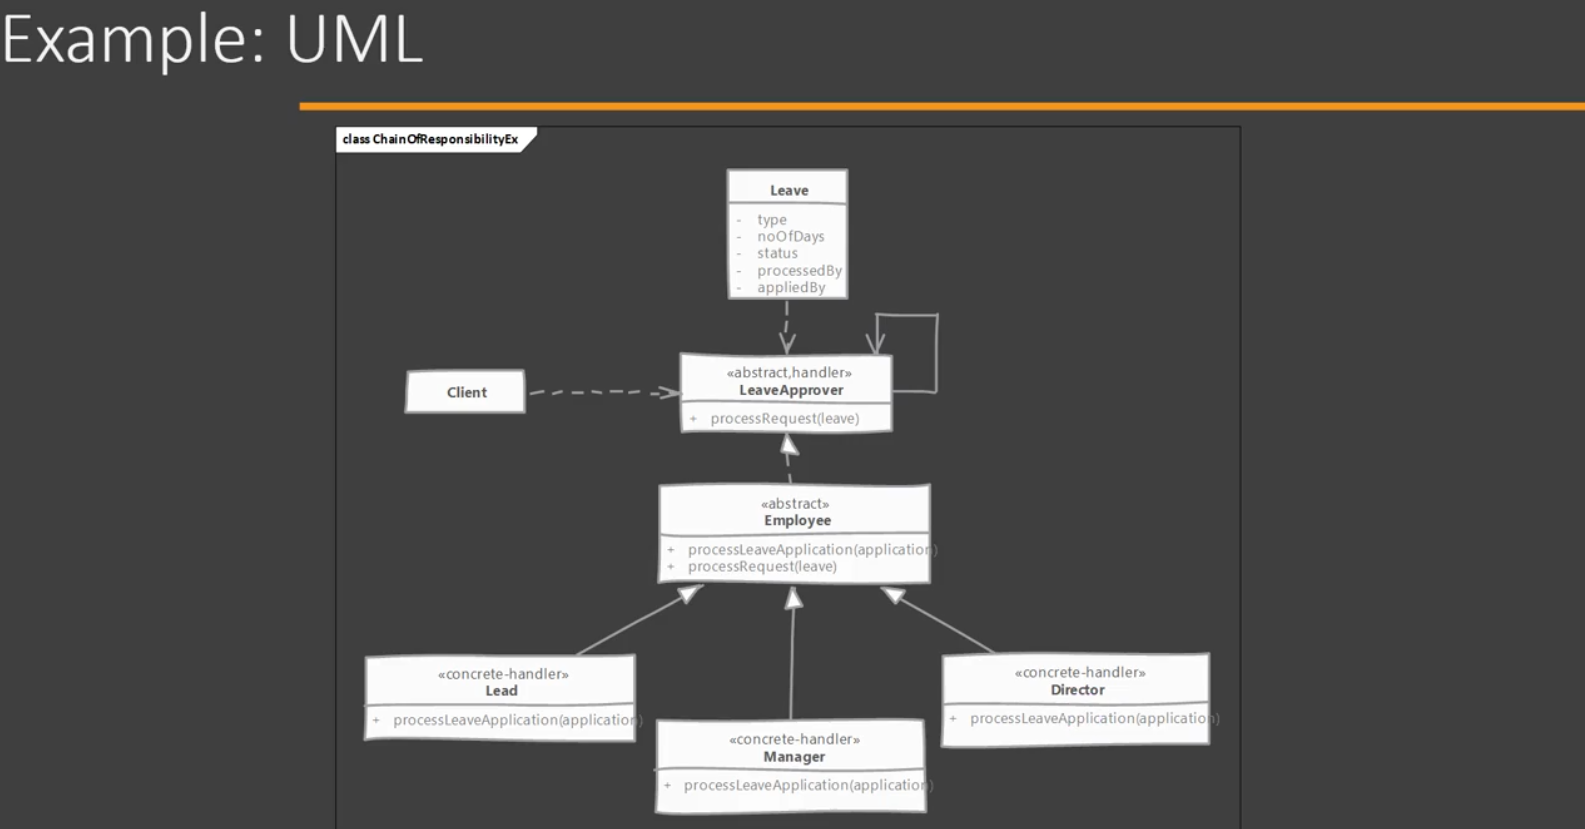 Example: UML
class ChainOfResponsibilityEx
Leave
- type
- noOfDays
- status
- processedBy
- appliedBy
Client
«abstract,handler»
LeaveApprover
+ processRequest(leave)
«abstract»
Employee
+ processLeaveApplication(application)
+ processRequest(leave)
«concrete-handler»
Lead
+ processLeaveApplication(application)
«concrete-handler»
Manager
+ processLeaveApplication(application)
«concrete-handler»
Director
+ processLeaveApplication(application)